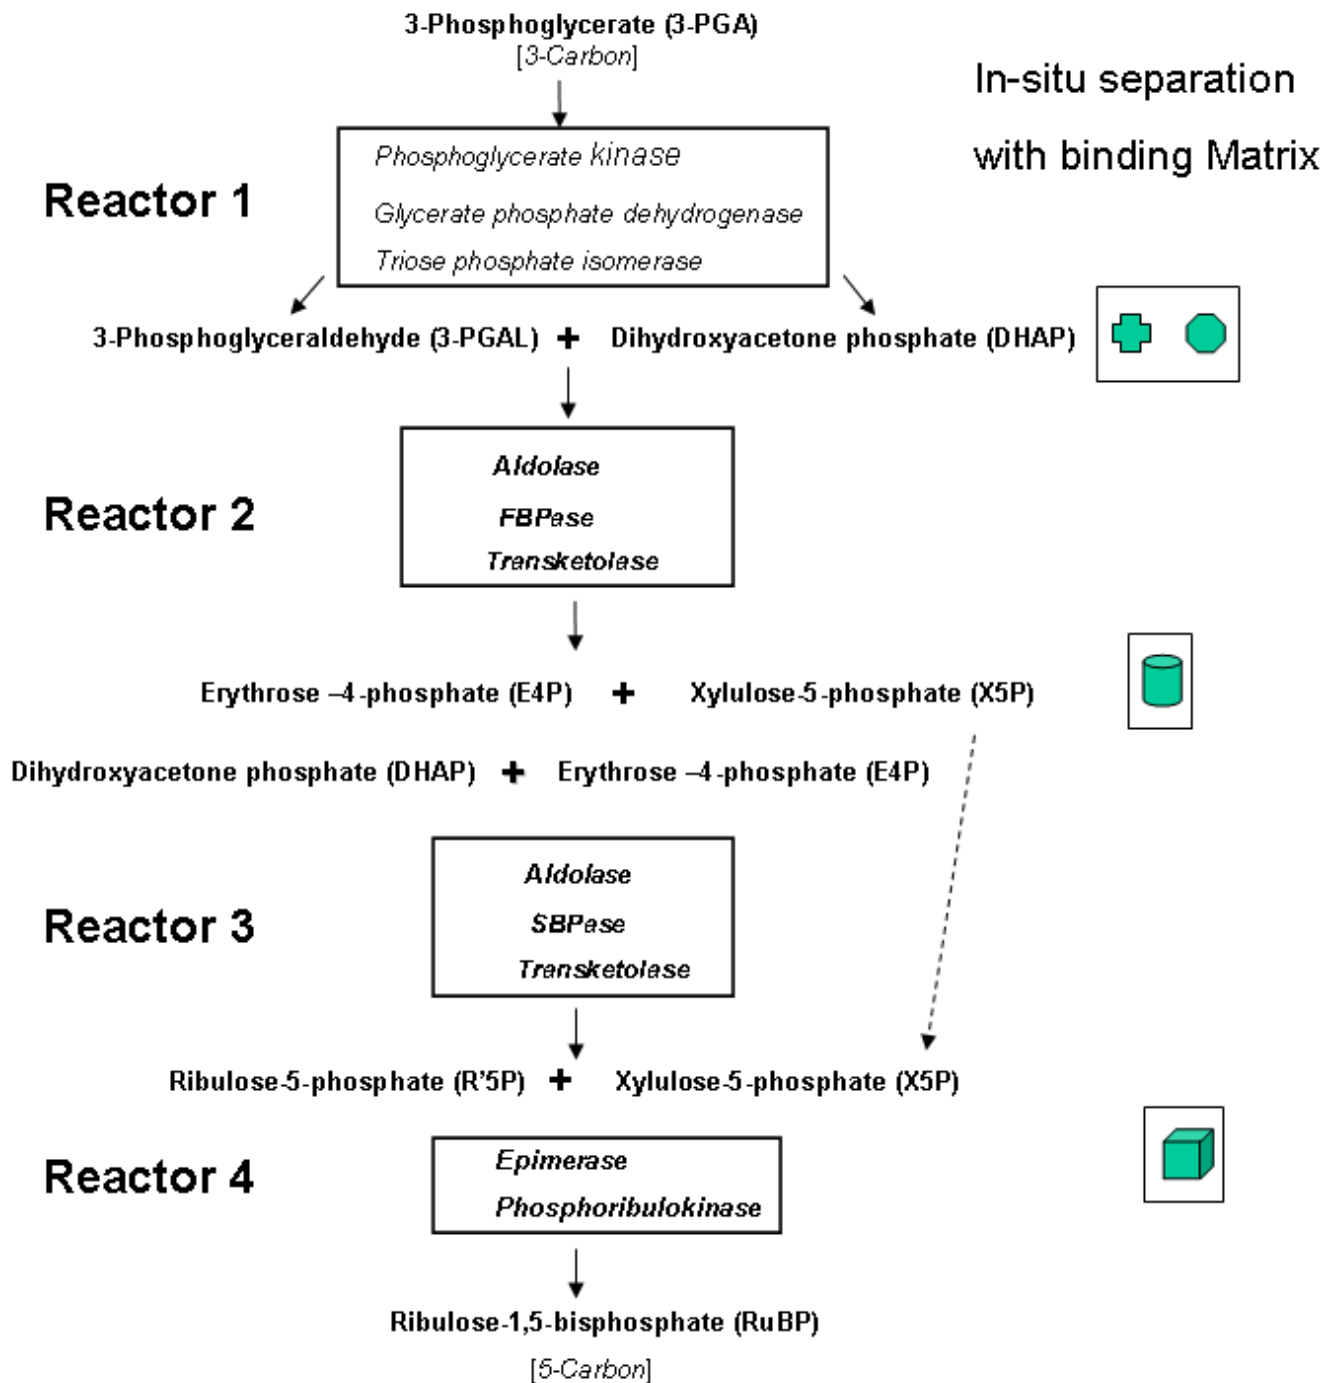 3-Phosphoglycerate (3-PGA)
[3-Carbon]
In-situ separation
with binding Matrix
Reactor 1
Phosphoglycerate kinase
Glycerate phosphate dehydrogenase
Triose phosphate isomerase
3-Phosphoglyceraldehyde (3-PGAL) + Dihydroxyacetone phosphate (DHAP)
Reactor 2
Aldolase
FBPase
Transketolase
Erythrose –4-phosphate (E4P) + Xylulose-5-phosphate (X5P)
Dihydroxyacetone phosphate (DHAP) + Erythrose –4-phosphate (E4P)
Reactor 3
Aldolase
SBPase
Transketolase
Ribulose-5-phosphate (R'5P) + Xylulose-5-phosphate (X5P)
Reactor 4
Epimerase
Phosphoribulokinase
Ribulose-1,5-bisphosphate (RuBP)
[5-Carbon]